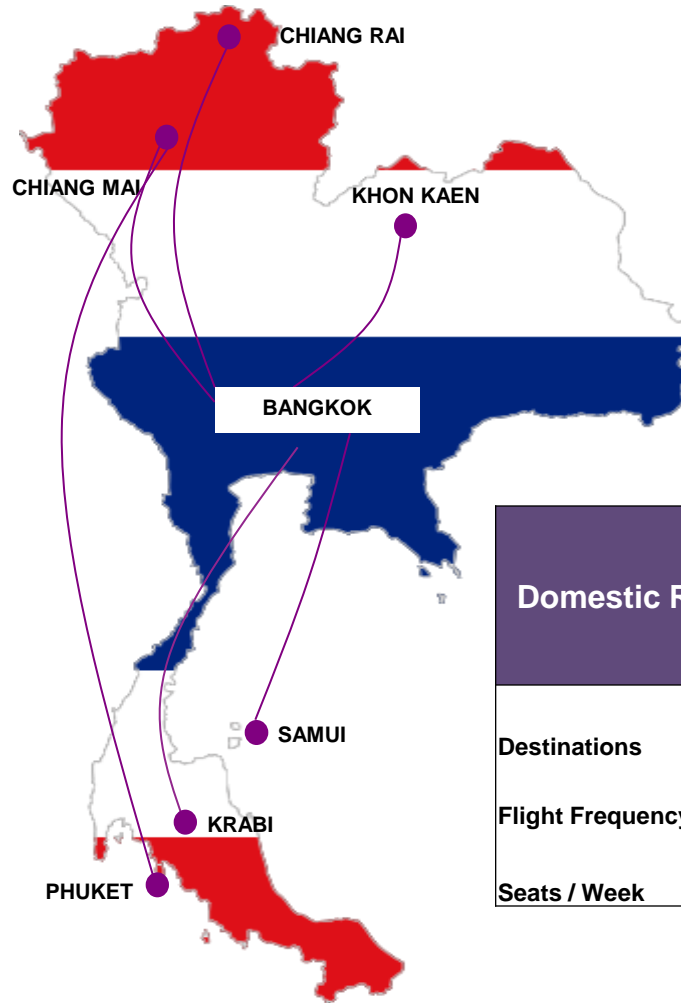 CHIANG RAI
CHIANG MAI
KHON KAEN
BANGKOK
Domestic R
Destinations
SAMUI
Flight Frequency
KRABI
PHUKET
Seats / Week